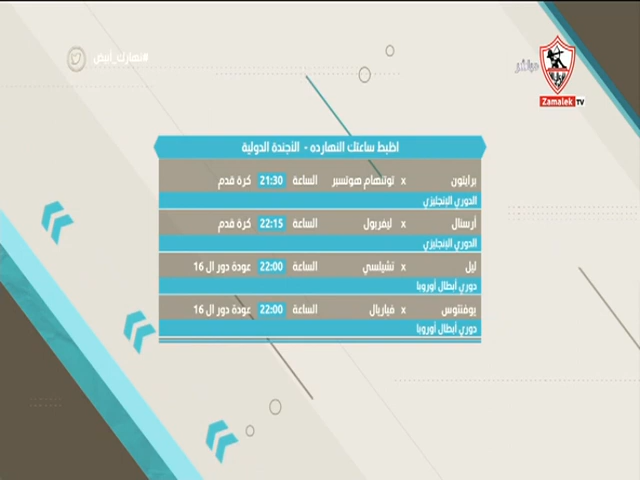 #نهارك_أبيض
مباشر
Zamalek TV
اظبط ساعتك النهارده - الأجندة الدولية
برايتون x توتنهام هوتسبر الساعة 21:30 كرة قدم
الدوري الإنجليزي
أرسنال x ليفربول الساعة 22:15 كرة قدم
الدوري الإنجليزي
ليل x تشيلسي الساعة 22:00 عودة دور ال 16
دوري أبطال أوروبا
يوفنتوس x فياريال الساعة 22:00 عودة دور ال 16
دوري أبطال أوروبا